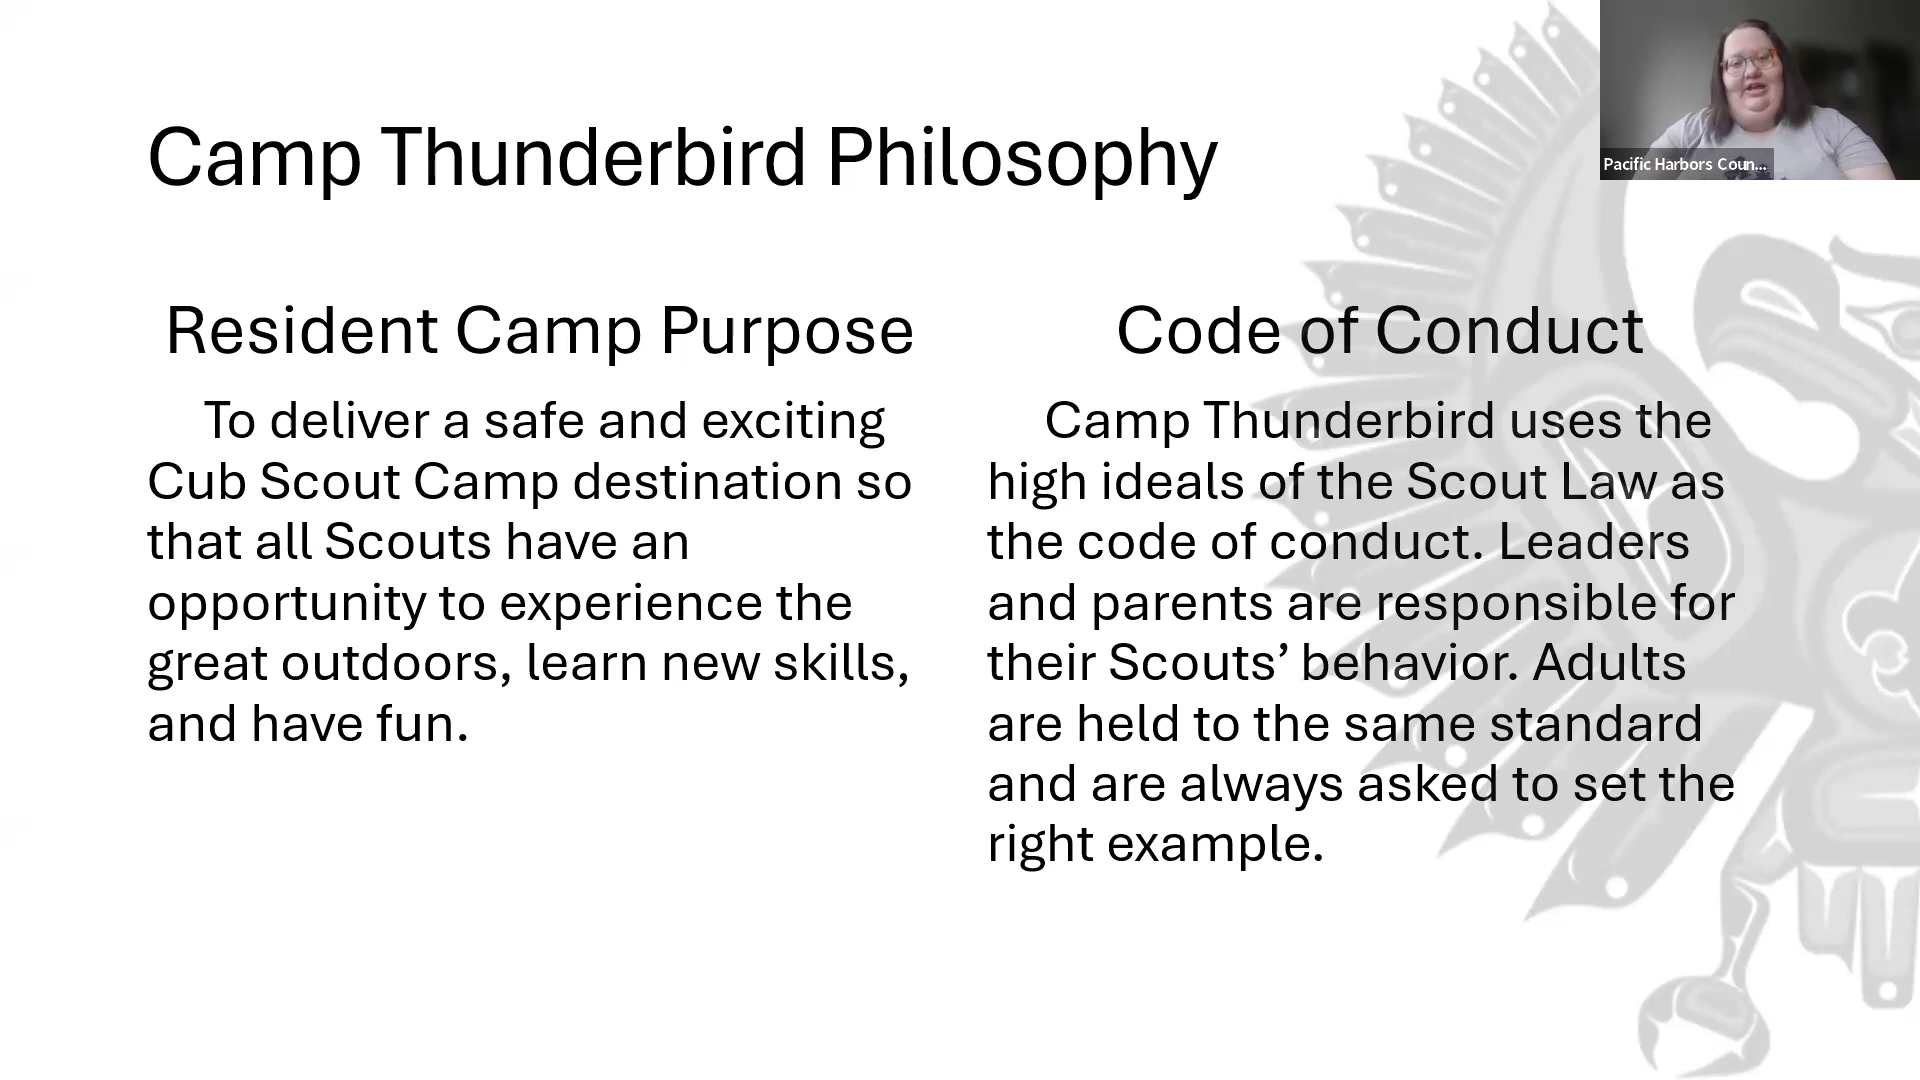 Camp Thunderbird Philosophy
Pacific Harbors Coun...
Resident Camp Purpose
To deliver a safe and exciting
Cub Scout Camp destination so
that all Scouts have an
opportunity to experience the
great outdoors, learn new skills,
and have fun.
Code of Conduct
Camp Thunderbird uses the
high ideals of the Scout Law as
the code of conduct. Leaders
and parents are responsible for
their Scouts’ behavior. Adults
are held to the same standard
and are always asked to set the
right example.